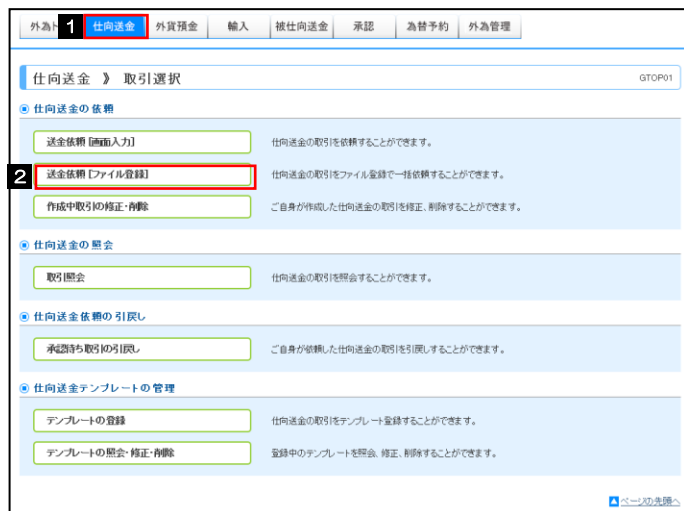 外為ト 1 仕向送金 外貨預金 輸入 被仕向送金 承認 為替予約 外為管理
仕向送金 》 取引選択 GTOP01
仕向送金の依頼
送金依頼[画面入力] 仕向送金の取引を依頼することができます。
2 送金依頼[ファイル登録] 仕向送金の取引をファイル登録で一括依頼することができます。
作成中取引の修正・削除 ご自身が作成した仕向送金の取引を修正、削除することができます。
仕向送金の照会
取引照会 仕向送金の取引を照会することができます。
仕向送金依頼の引戻し
承認待ち取引の引戻し ご自身が依頼した仕向送金の取引を引戻しすることができます。
仕向送金テンプレートの管理
テンプレートの登録 仕向送金の取引をテンプレート登録することができます。
テンプレートの照会・修正・削除 登録中のテンプレートを照会、修正、削除することができます。
ページの先頭へ